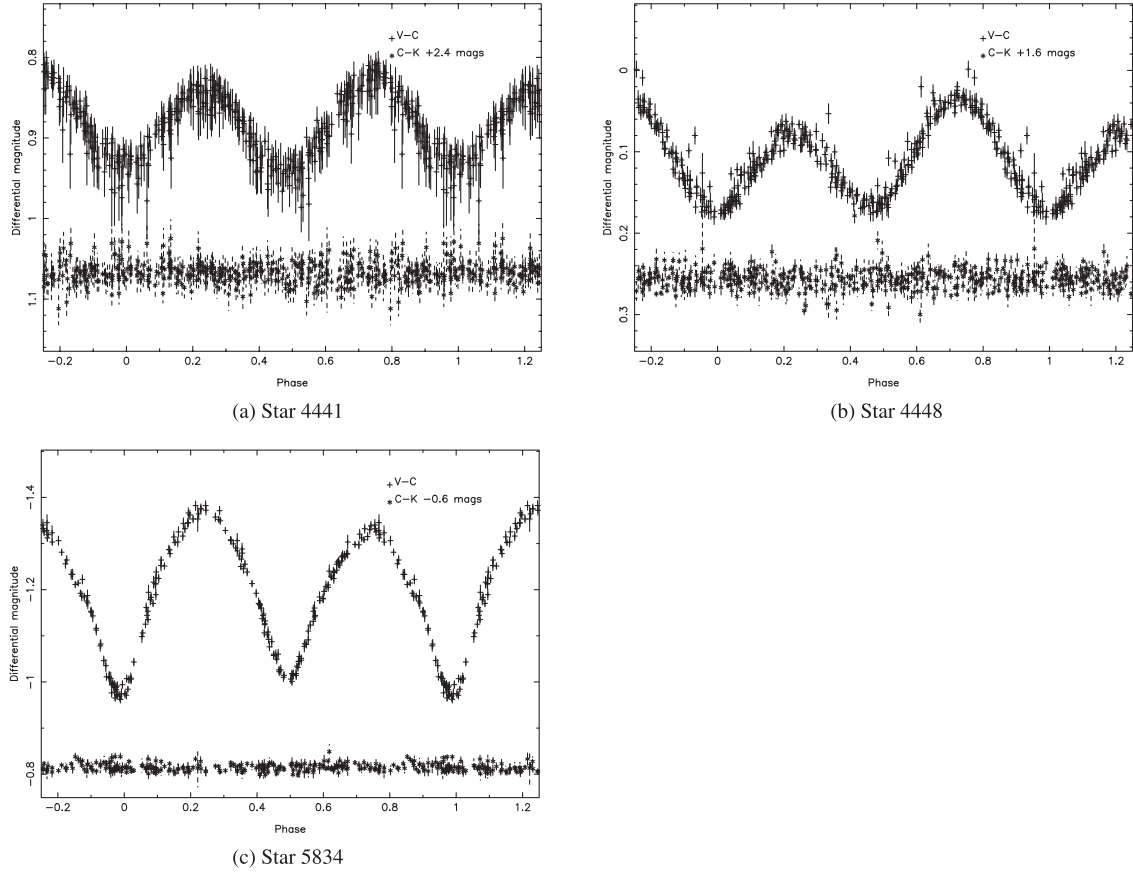 V-C
C-K +2.4 mags
0.8
0.9
1
1.1
Differential magnitude
-0.2 0 0.2 0.4 0.6 0.8 1 1.2
Phase
(a) Star 4441
V-C
C-K +1.6 mags
0
0.1
0.2
0.3
Differential magnitude
-0.2 0 0.2 0.4 0.6 0.8 1 1.2
Phase
(b) Star 4448
V-C
C-K -0.6 mags
-1.4
-1.2
-1
-0.8
Differential magnitude
-0.2 0 0.2 0.4 0.6 0.8 1 1.2
Phase
(c) Star 5834